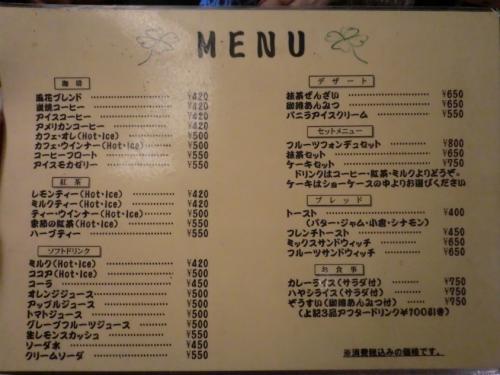 MENU
珈琲
風花ブレンド ¥420
炭焼コーヒー ¥420
アイスコーヒー ¥420
アメリカンコーヒー ¥420
カフェ・オレ(Hot・Ice) ¥500
カフェ・ウインナー(Hot・Ice) ¥500
コーヒーフロート ¥550
アイスモカゼリー ¥550
紅茶
レモンティー(Hot・Ice) ¥420
ミルクティー(Hot・Ice) ¥420
ティー・ウインナー(Hot・Ice) ¥500
季節の紅茶(Hot・Ice) ¥550
ハーブティー ¥550
ソフトドリンク
ミルク(Hot・Ice) ¥420
ココア(Hot・Ice) ¥500
コーラ ¥450
オレンジジュース ¥500
アップルジュース ¥500
トマトジュース ¥500
グレープフルーツジュース ¥500
生レモンスカッシュ ¥550
ソーダ水 ¥450
クリームソーダ ¥550
デザート
抹茶ぜんざい ¥650
珈琲あんみつ ¥650
バニラアイスクリーム ¥550
セットメニュー
フルーツフォンデュセット ¥800
抹茶セット ¥550
ケーキセット ¥750
ドリンクはコーヒー・紅茶・ミルクよりどうぞ。
ケーキはショーケースの中よりお選びください
ブレッド
トースト ¥400
(バター・ジャム・小倉・シナモン)
フレンチトースト ¥450
ミックスサンドウィッチ ¥650
フルーツサンドウィッチ ¥650
お食事
カレーライス(サラダ付) ¥750
ハヤシライス(サラダ付) ¥750
ぞうすい(珈琲あんみつ付) ¥750
(上記3品アフタードリンク¥100引き)
※消費税込みの価格です。